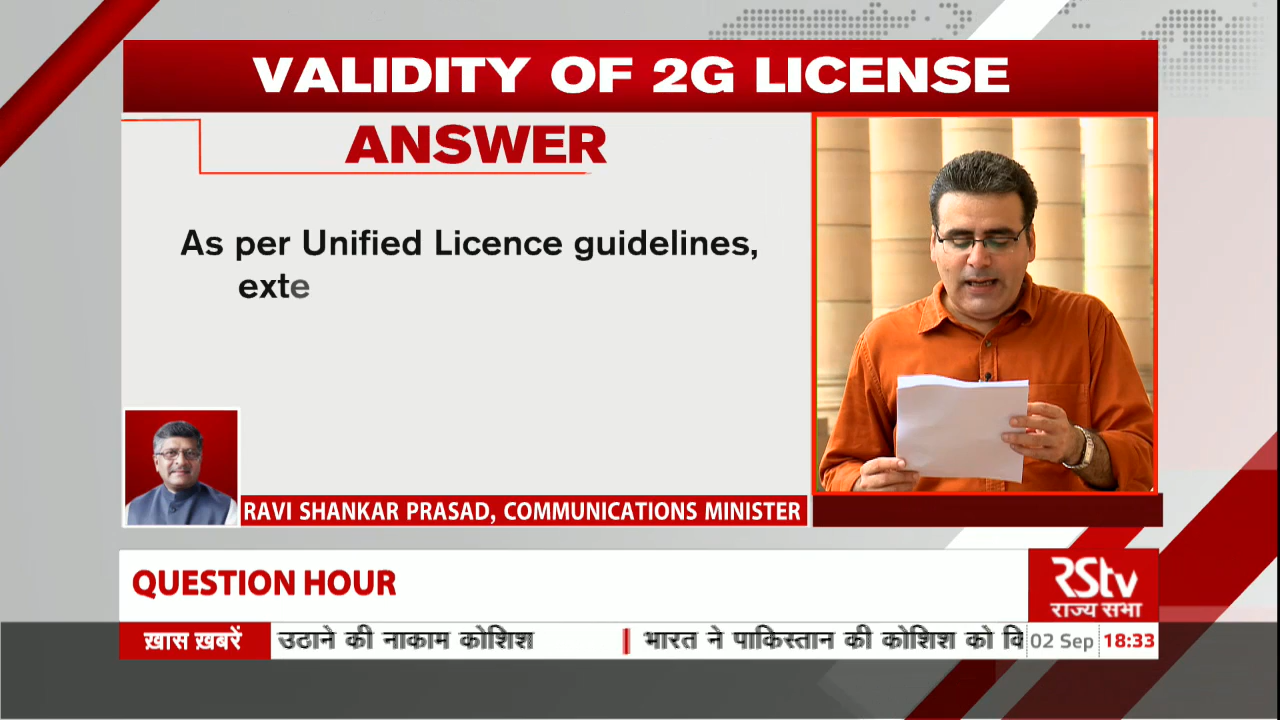 VALIDITY OF 2G LICENSE
ANSWER
As per Unified Licence guidelines,
exte
RAVI SHANKAR PRASAD, COMMUNICATIONS MINISTER
QUESTION HOUR
RStv
राज्य सभा
ख़ास ख़बरें
उठाने की नाकाम कोशिश
भारत ने पाकिस्तान की कोशिश को वि
02 Sep
18:33